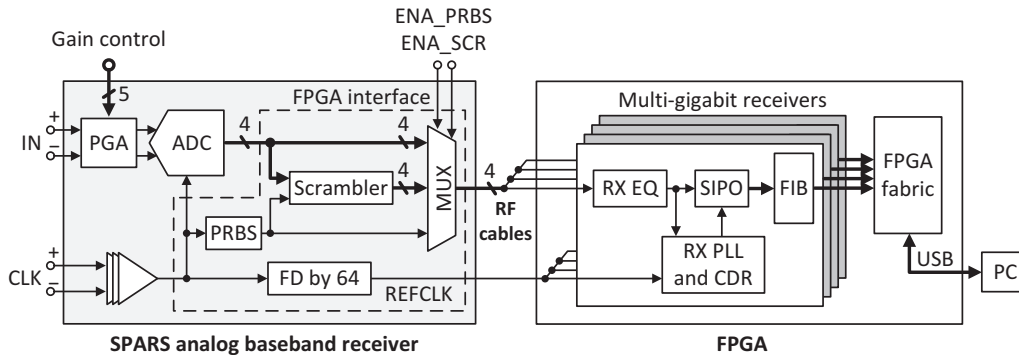 ENA_PRBS
ENA_SCR
Gain control
5
FPGA interface
Multi-gigabit receivers
+
IN
−
PGA
ADC
4
4
4
Scrambler
MUX
4
RF
cables
RX EQ
SIPO
FIB
FPGA
fabric
PRBS
RX PLL
and CDR
+
CLK
−
FD by 64
REFCLK
USB
PC
SPARS analog baseband receiver
FPGA